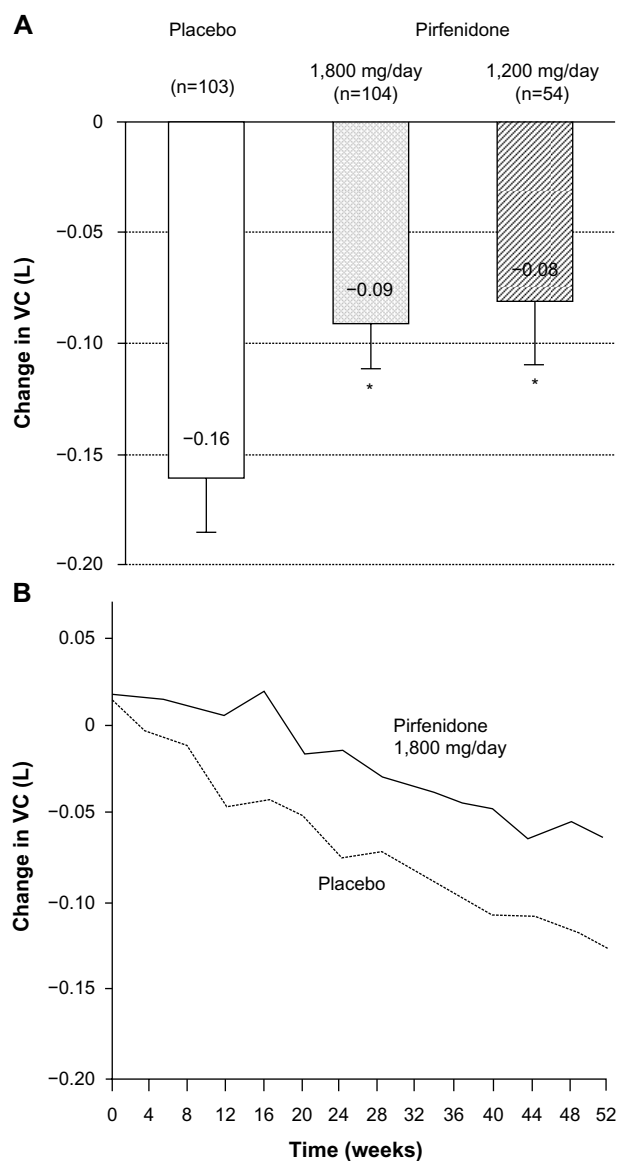 A
Placebo
Pirfenidone
(n=103)
1,800 mg/day
(n=104)
1,200 mg/day
(n=54)
Change in VC (L)
0
−0.05
−0.10
−0.15
−0.20
−0.16
−0.09
*
−0.08
*
B
Change in VC (L)
0.05
0
−0.05
−0.10
−0.15
−0.20
Pirfenidone
1,800 mg/day
Placebo
0 4 8 12 16 20 24 28 32 36 40 44 48 52
Time (weeks)